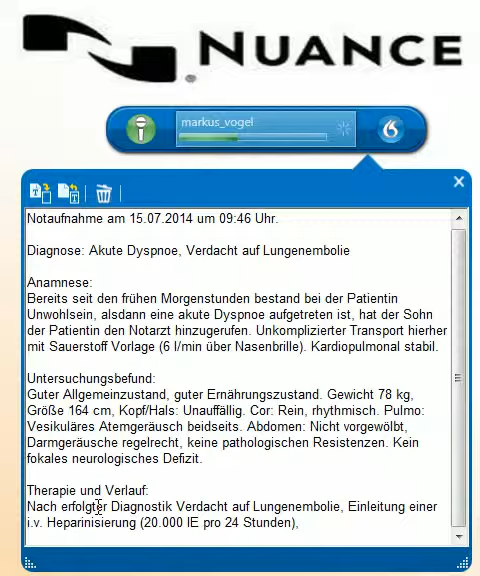 NUANCE
markus_vogel
Notaufnahme am 15.07.2014 um 09:46 Uhr.
Diagnose: Akute Dyspnoe, Verdacht auf Lungenembolie
Anamnese:
Bereits seit den frühen Morgenstunden bestand bei der Patientin
Unwohlsein, alsdann eine akute Dyspnoe aufgetreten ist, hat der Sohn
der Patientin den Notarzt hinzugerufen. Unkomplizierter Transport hierher
mit Sauerstoff Vorlage (6 l/min über Nasenbrille). Kardiopulmonal stabil.
Untersuchungsbefund:
Guter Allgemeinzustand, guter Ernährungszustand. Gewicht 78 kg,
Größe 164 cm, Kopf/Hals: Unauffällig. Cor: Rein, rhythmisch. Pulmo:
Vesikuläres Atemgeräusch beidseits. Abdomen: Nicht vorgewölbt,
Darmgeräusche regelrecht, keine pathologischen Resistenzen. Kein
fokales neurologisches Defizit.
Therapie und Verlauf:
Nach erfolgter Diagnostik Verdacht auf Lungenembolie, Einleitung einer
i.v. Heparinisierung (20.000 IE pro 24 Stunden),